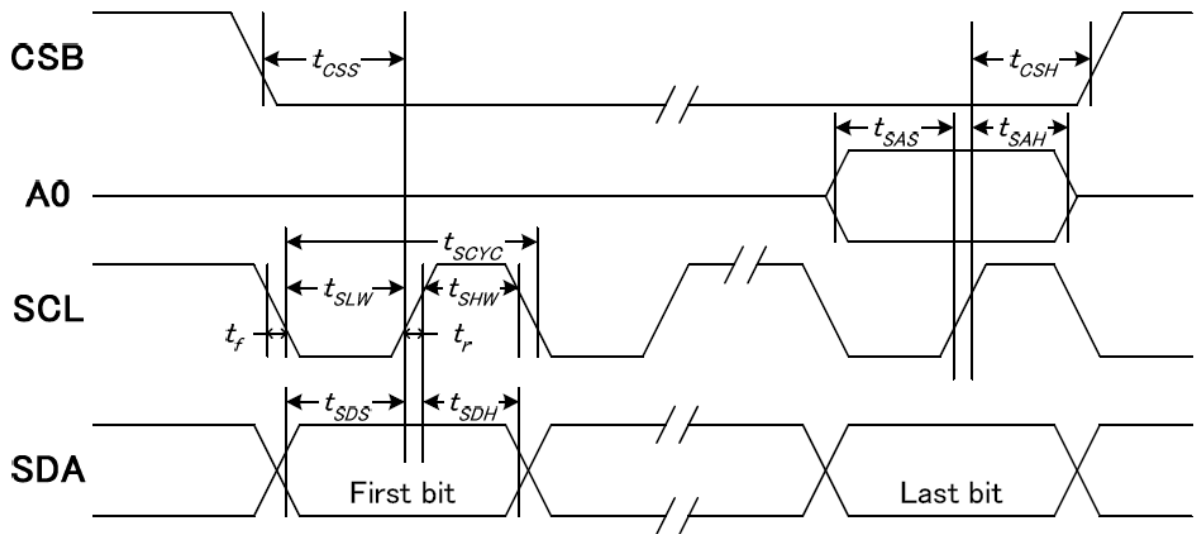 CSB
tCSS
tCSH
tSAS
tSAH
A0
tSCYC
SCL
tSLW
tSHW
tf
tr
tSDS
tSDH
SDA
First bit
Last bit